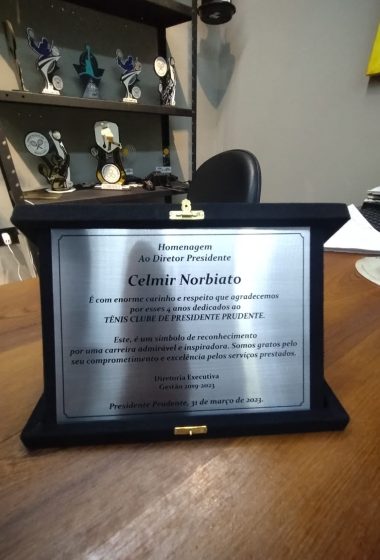 Homenagem
Ao Diretor Presidente
Celmir Norbiato
É com enorme carinho e respeito que agradecemos
por esses 4 anos dedicados ao
TÊNIS CLUBE DE PRESIDENTE PRUDENTE.
Este, é um símbolo de reconhecimento
por uma carreira admirável e inspiradora. Somos gratos pelo
seu comprometimento e excelência pelos serviços prestados.
Diretoria Executiva
Gestão 2019-2023
Presidente Prudente, 31 de março de 2023.